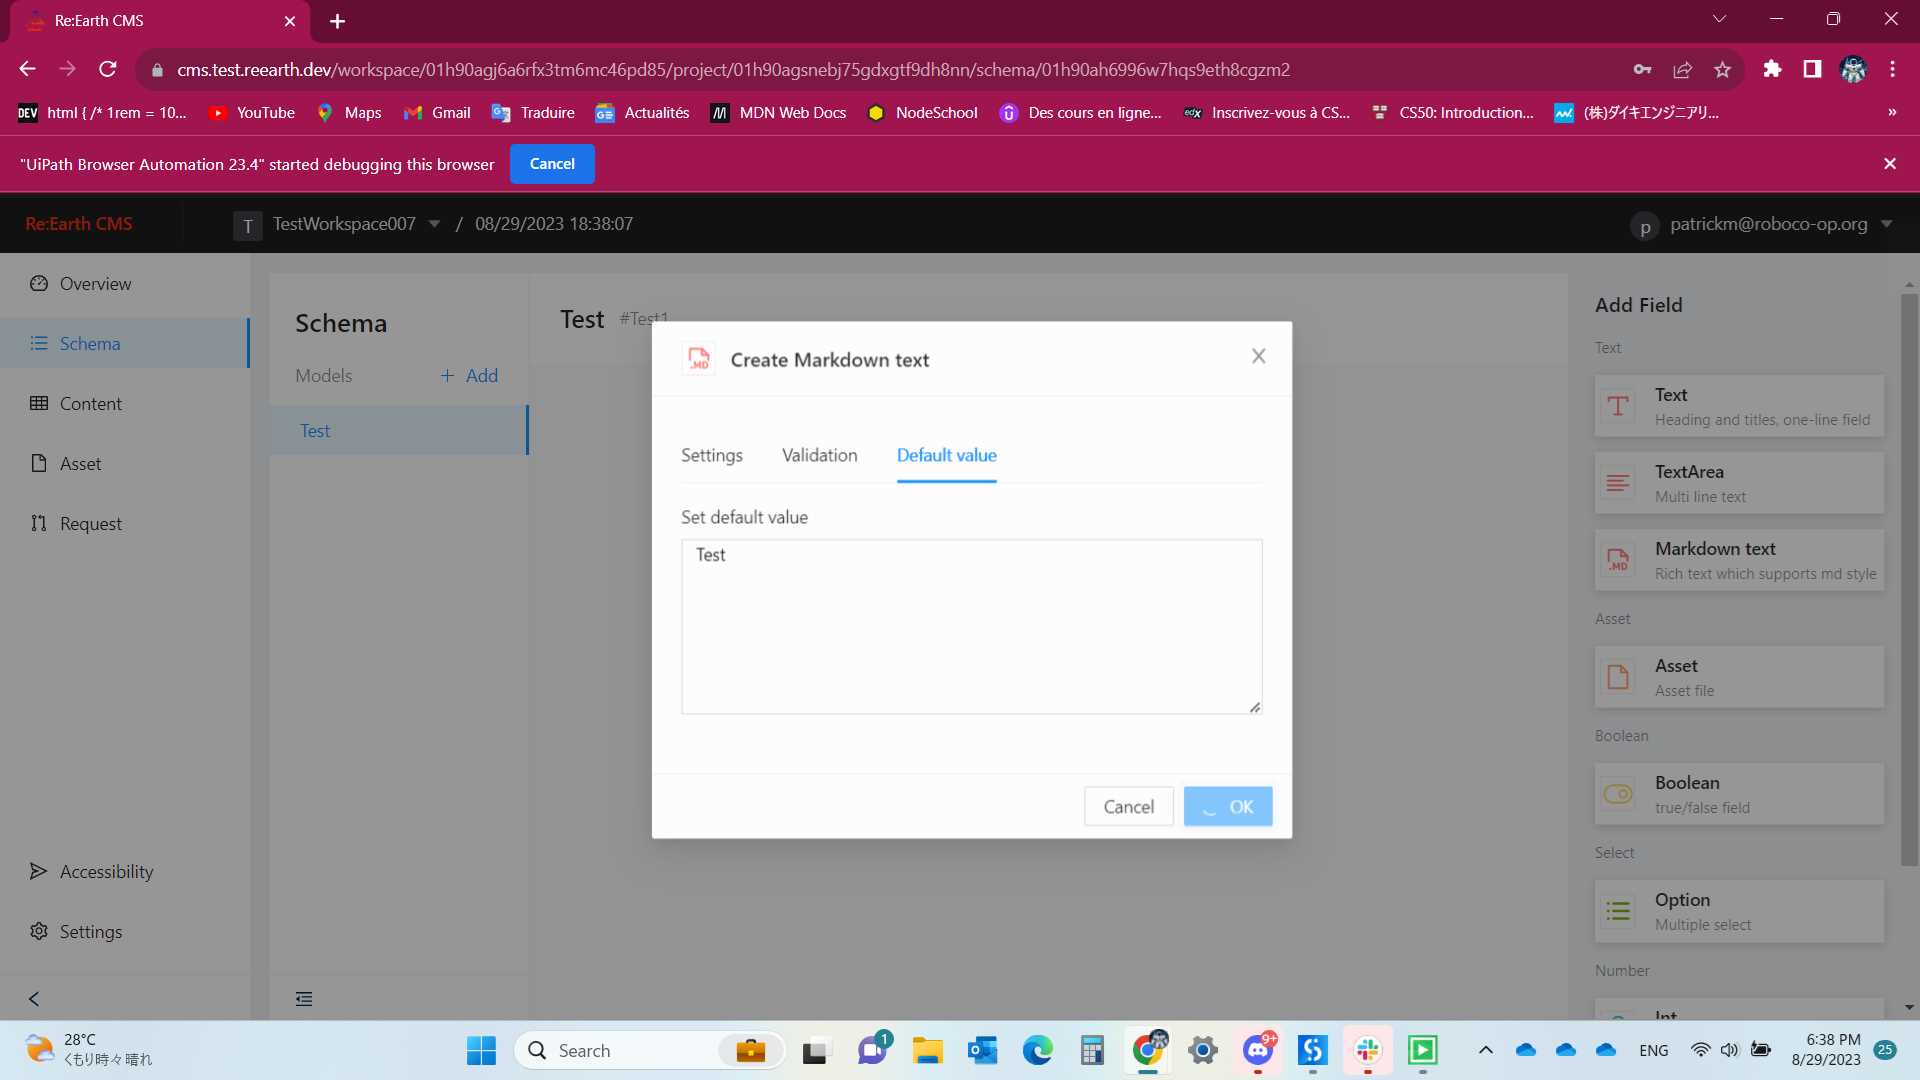 Re:Earth CMS
cms.test.reearth.dev/workspace/01h90agj6a6rfx3tm6mc46pd85/project/01h90agsnebj75gdxgtf9dh8nn/schema/01h90ah6996w7hqs9eth8cgzm2
DEV html { /* 1rem = 10... YouTube Maps Gmail Traduire Actualités MDN Web Docs NodeSchool Des cours en ligne... edX Inscrivez-vous à CS... CS50: Introduction... (株)ダイキエンジニアリ... »
"UiPath Browser Automation 23.4" started debugging this browser Cancel
Re:Earth CMS T TestWorkspace007 / 08/29/2023 18:38:07 p patrickm@roboco-op.org
Overview
Schema
Content
Asset
Request
Accessibility
Settings
Schema
Models + Add
Test
Test #Test1
Create Markdown text
Settings Validation Default value
Set default value
Test
Cancel OK
Add Field
Text
Text
Heading and titles, one-line field
TextArea
Multi line text
.MD Markdown text
Rich text which supports md style
Asset
Asset
Asset file
Boolean
Boolean
true/false field
Select
Option
Multiple select
Number
Int
28°C
くもり時々晴れ
Search
1
9+
ENG
6:38 PM
8/29/2023
25